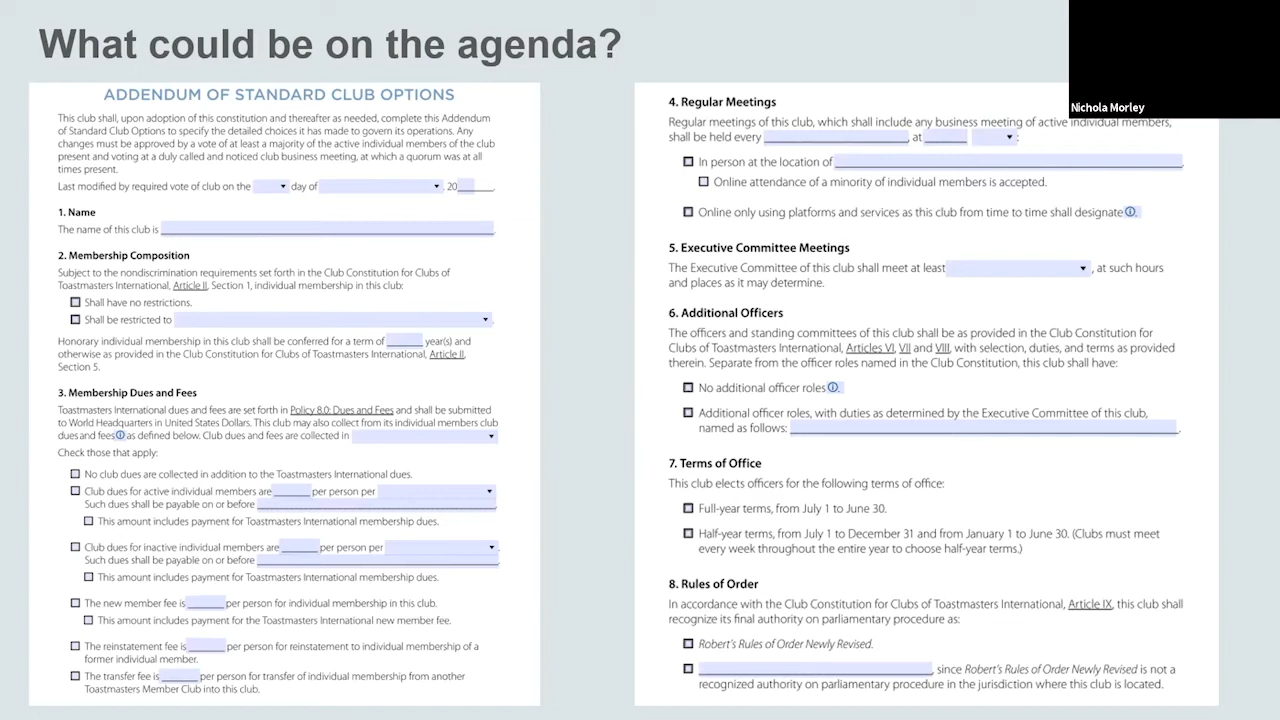 What could be on the agenda?
Nichola Morley
ADDENDUM OF STANDARD CLUB OPTIONS
This club shall, upon adoption of this constitution and thereafter as needed, complete this Addendum
of Standard Club Options to specify the detailed choices it has made to govern its operations. Any
changes must be approved by a vote of at least a majority of the active individual members of the club
present and voting at a duly called and noticed club business meeting, at which a quorum was at all
times present.
Last modified by required vote of club on the day of , 20 .
1. Name
The name of this club is .
2. Membership Composition
Subject to the nondiscrimination requirements set forth in the Club Constitution for Clubs of
Toastmasters International, Article II, Section 1, individual membership in this club:
Shall have no restrictions.
Shall be restricted to .
Honorary individual membership in this club shall be conferred for a term of year(s) and
otherwise as provided in the Club Constitution for Clubs of Toastmasters International, Article II,
Section 5.
3. Membership Dues and Fees
Toastmasters International dues and fees are set forth in Policy 8.0: Dues and Fees and shall be submitted
to World Headquarters in United States Dollars. This club may also collect from its individual members club
dues and fees as defined below. Club dues and fees are collected in
Check those that apply:
No club dues are collected in addition to the Toastmasters International dues.
Club dues for active individual members are per person per
Such dues shall be payable on or before .
This amount includes payment for Toastmasters International membership dues.
Club dues for inactive individual members are per person per .
Such dues shall be payable on or before
This amount includes payment for Toastmasters International membership dues.
The new member fee is per person for individual membership in this club.
This amount includes payment for the Toastmasters International new member fee.
The reinstatement fee is per person for reinstatement to individual membership of a
former individual member.
The transfer fee is per person for transfer of individual membership from another
Toastmasters Member Club into this club.
4. Regular Meetings
Regular meetings of this club, which shall include any business meeting of active individual members,
shall be held every , at :
In person at the location of .
Online attendance of a minority of individual members is accepted.
Online only using platforms and services as this club from time to time shall designate .
5. Executive Committee Meetings
The Executive Committee of this club shall meet at least , at such hours
and places as it may determine.
6. Additional Officers
The officers and standing committees of this club shall be as provided in the Club Constitution for
Clubs of Toastmasters International, Articles VI, VII and VIII, with selection, duties, and terms as provided
therein. Separate from the officer roles named in the Club Constitution, this club shall have:
No additional officer roles .
Additional officer roles, with duties as determined by the Executive Committee of this club,
named as follows: .
7. Terms of Office
This club elects officers for the following terms of office:
Full-year terms, from July 1 to June 30.
Half-year terms, from July 1 to December 31 and from January 1 to June 30. (Clubs must meet
every week throughout the entire year to choose half-year terms.)
8. Rules of Order
In accordance with the Club Constitution for Clubs of Toastmasters International, Article IX, this club shall
recognize its final authority on parliamentary procedure as:
Robert's Rules of Order Newly Revised.
, since Robert's Rules of Order Newly Revised is not a
recognized authority on parliamentary procedure in the jurisdiction where this club is located.